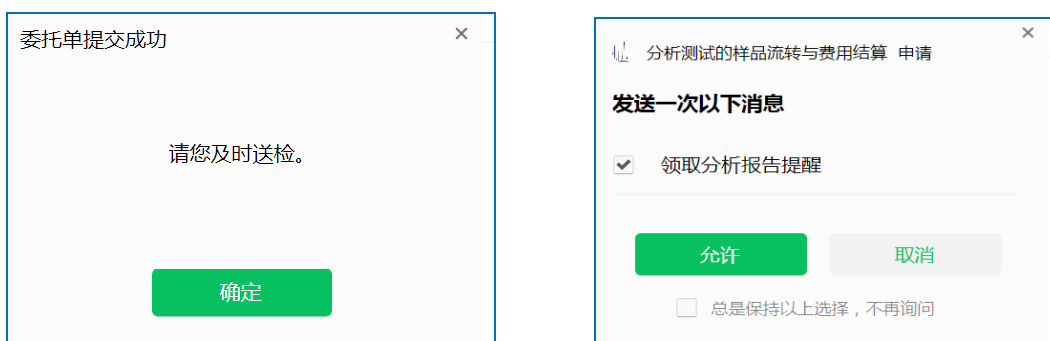 委托单提交成功
请您及时送检。
确定
分析测试的样品流转与费用结算 申请
发送一次以下消息
领取分析报告提醒
允许
取消
总是保持以上选择，不再询问